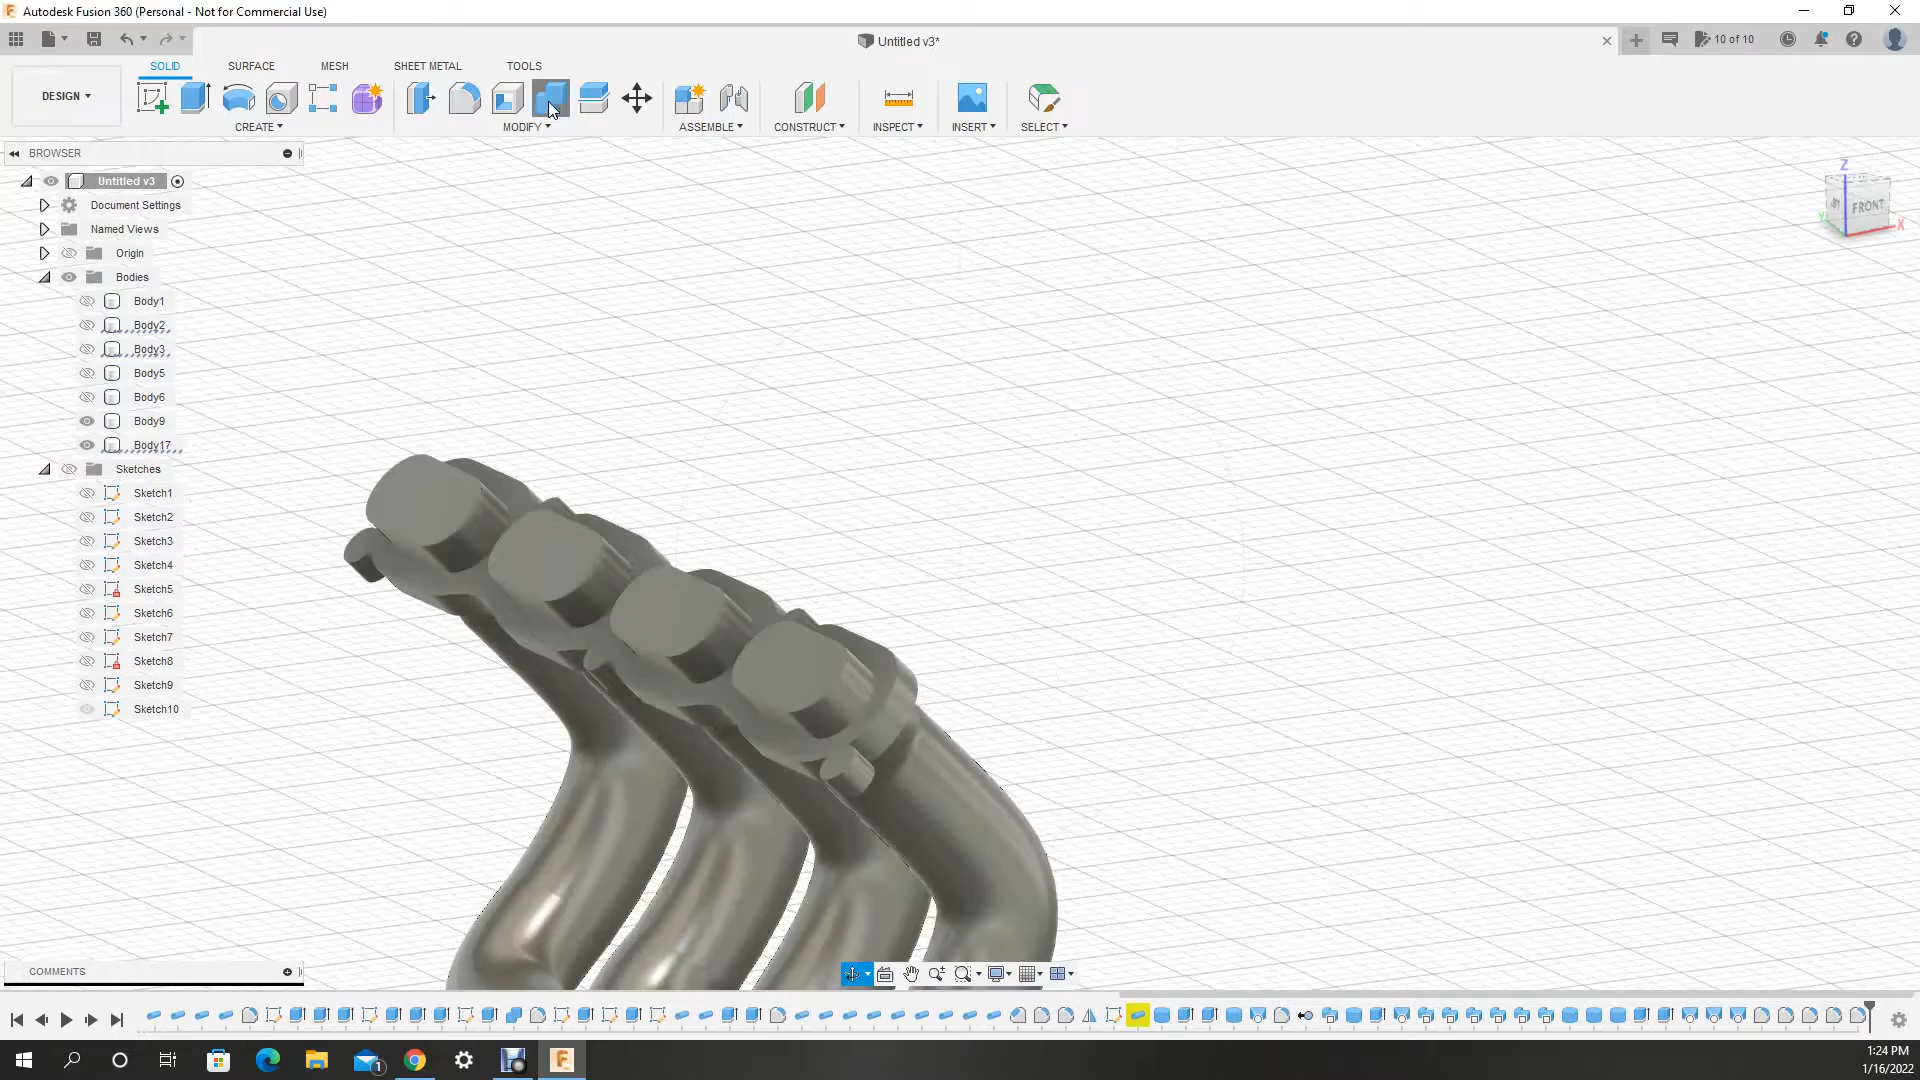 Autodesk Fusion 360 (Personal - Not for Commercial Use)
Untitled v3*
10 of 10
DESIGN
SOLID
SURFACE
MESH
SHEET METAL
TOOLS
CREATE
MODIFY
ASSEMBLE
CONSTRUCT
INSPECT
INSERT
SELECT
BROWSER
Untitled v3
Document Settings
Named Views
Origin
Bodies
Body1
Body2
Body3
Body5
Body6
Body9
Body17
Sketches
Sketch1
Sketch2
Sketch3
Sketch4
Sketch5
Sketch6
Sketch7
Sketch8
Sketch9
Sketch10
Z
FRONT
Y
X
COMMENTS
1
1:24 PM
1/16/2022